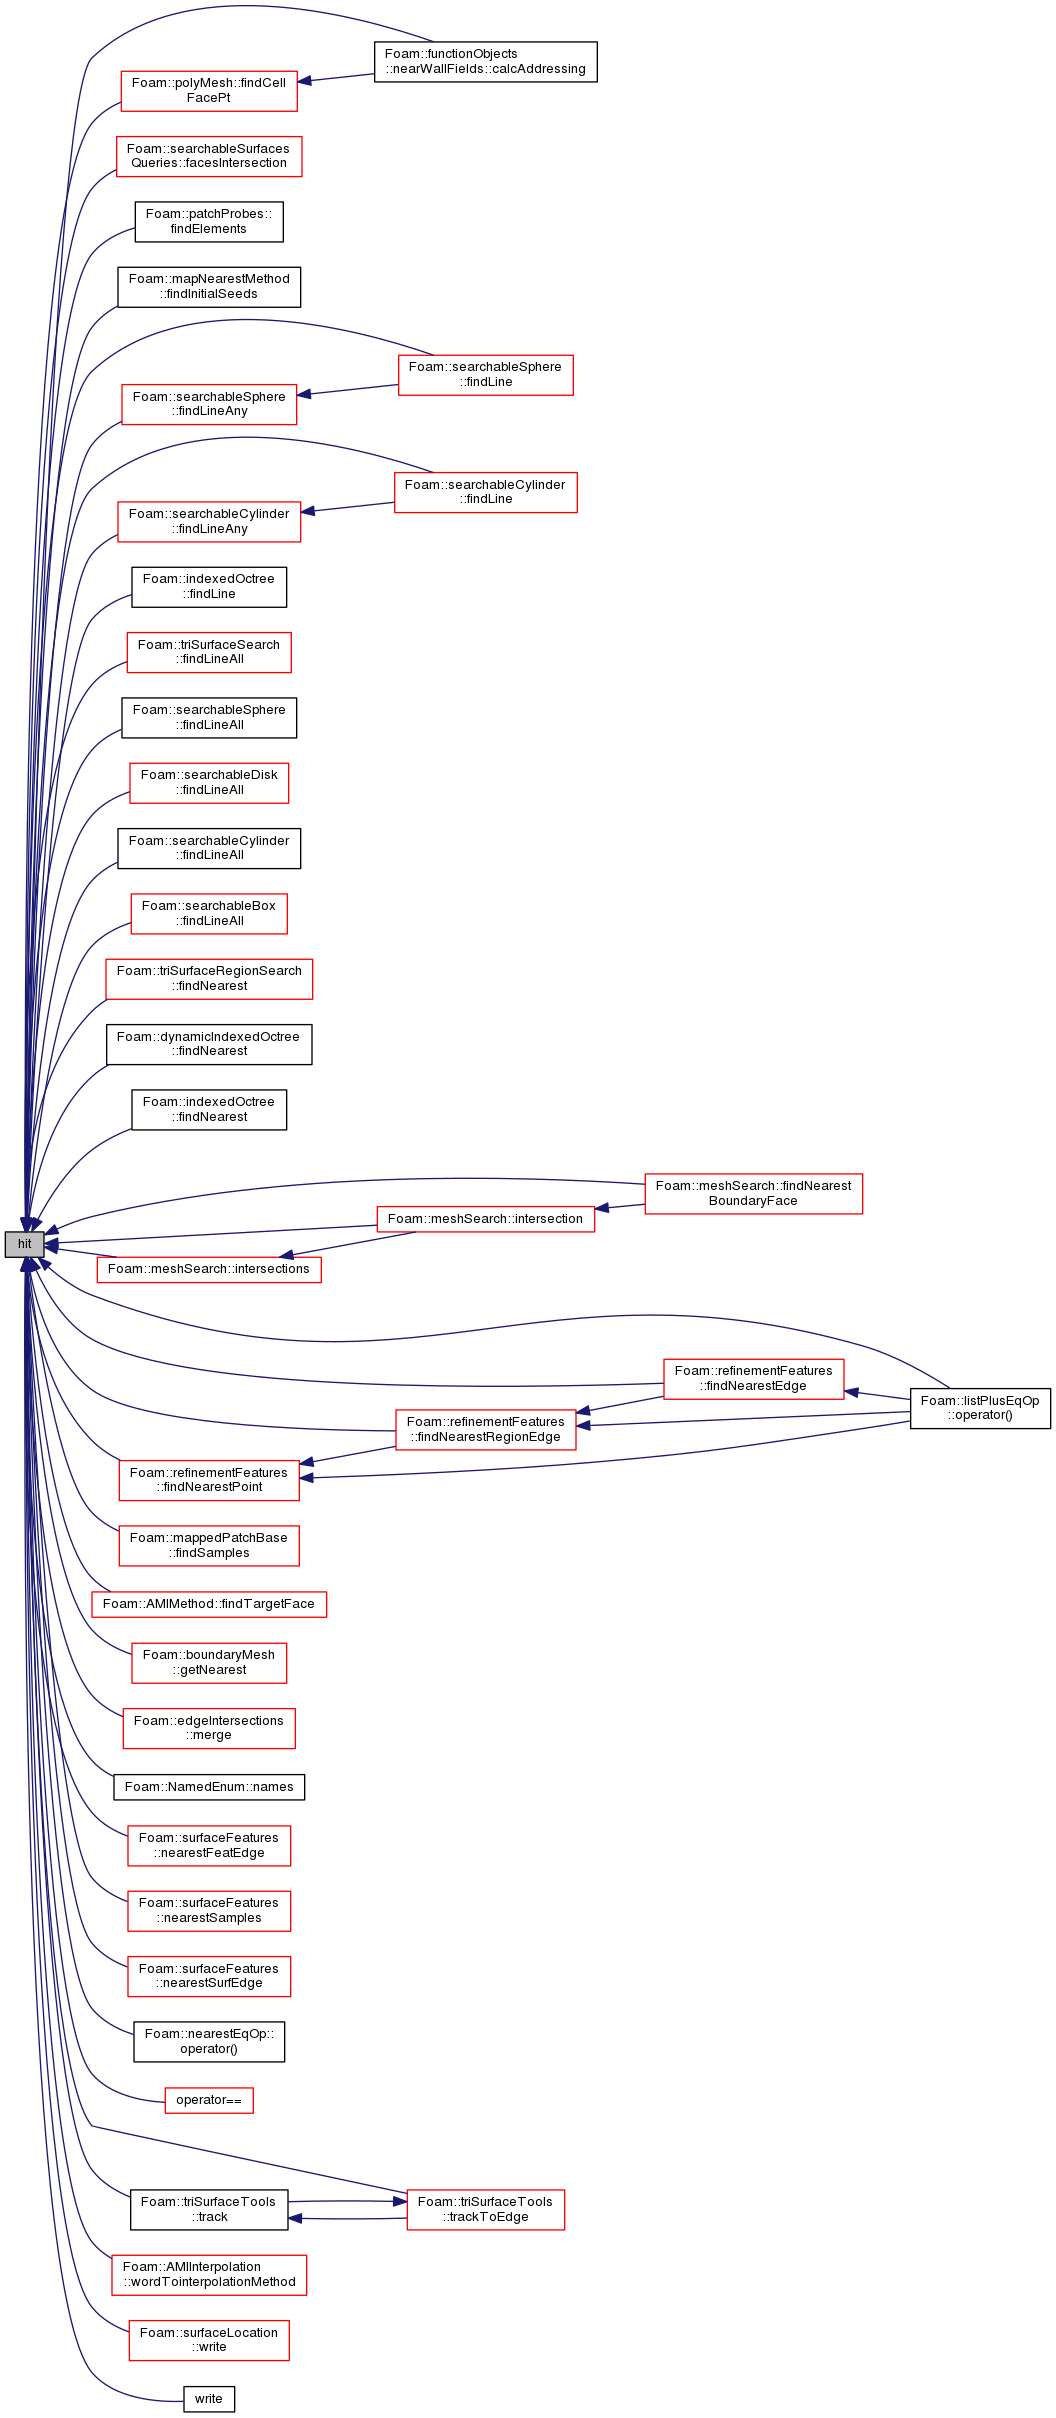 Foam::functionObjects
::nearWallFields::calcAddressing
Foam::polyMesh::findCell
FacePt
Foam::searchableSurfaces
Queries::facesIntersection
Foam::patchProbes::
findElements
Foam::mapNearestMethod
::findInitialSeeds
Foam::searchableSphere
::findLine
Foam::searchableSphere
::findLineAny
Foam::searchableCylinder
::findLine
Foam::searchableCylinder
::findLineAny
Foam::indexedOctree
::findLine
Foam::triSurfaceSearch
::findLineAll
Foam::searchableSphere
::findLineAll
Foam::searchableDisk
::findLineAll
Foam::searchableCylinder
::findLineAll
Foam::searchableBox
::findLineAll
Foam::triSurfaceRegionSearch
::findNearest
Foam::dynamicIndexedOctree
::findNearest
Foam::indexedOctree
::findNearest
Foam::meshSearch::findNearest
BoundaryFace
Foam::meshSearch::intersection
hit
Foam::meshSearch::intersections
Foam::refinementFeatures
::findNearestEdge
Foam::listPlusEqOp
::operator()
Foam::refinementFeatures
::findNearestRegionEdge
Foam::refinementFeatures
::findNearestPoint
Foam::mappedPatchBase
::findSamples
Foam::AMIMethod::findTargetFace
Foam::boundaryMesh
::getNearest
Foam::edgeIntersections
::merge
Foam::NamedEnum::names
Foam::surfaceFeatures
::nearestFeatEdge
Foam::surfaceFeatures
::nearestSamples
Foam::surfaceFeatures
::nearestSurfEdge
Foam::nearestEqOp::
operator()
operator==
Foam::triSurfaceTools
::track
Foam::triSurfaceTools
::trackToEdge
Foam::AMIInterpolation
::wordTointerpolationMethod
Foam::surfaceLocation
::write
write